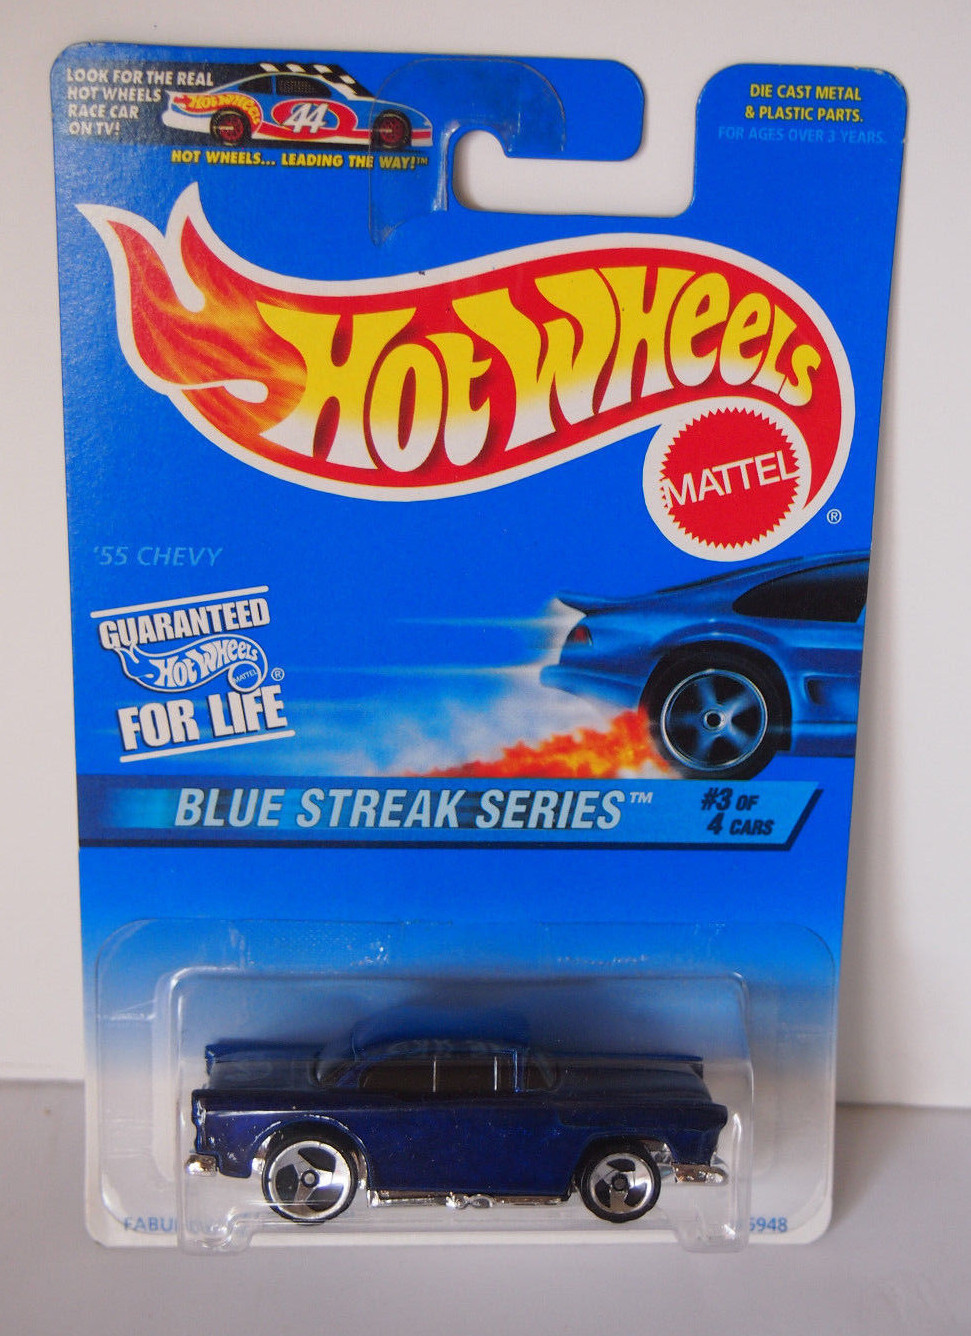 LOOK FOR THE REAL
HOT WHEELS
RACE CAR
ON TV!
HOT WHEELS
44
HOT WHEELS... LEADING THE WAY!™
DIE CAST METAL
& PLASTIC PARTS.
FOR AGES OVER 3 YEARS.
HOT WHEELS
MATTEL
®
'55 CHEVY
GUARANTEED
HOT WHEELS
MATTEL
®
FOR LIFE
BLUE STREAK SERIES™
#3 OF
4 CARS